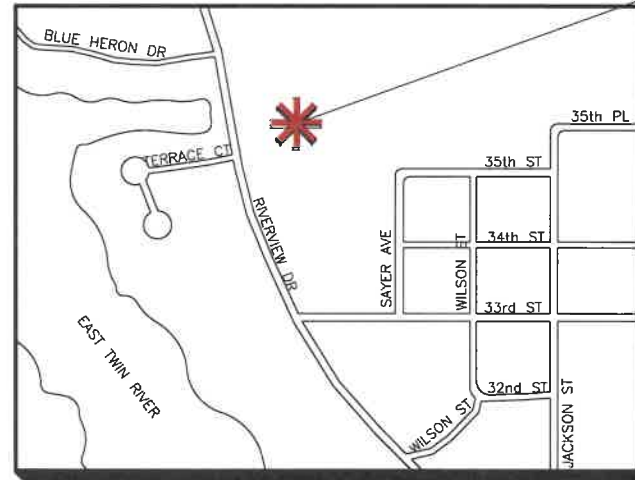 BLUE HERON DR
35th PL
TERRACE CT
35th ST
RIVERVIEW DR
SAYER AVE
WILSON ST
34th ST
33rd ST
EAST TWIN RIVER
32nd ST
WILSON ST
JACKSON ST